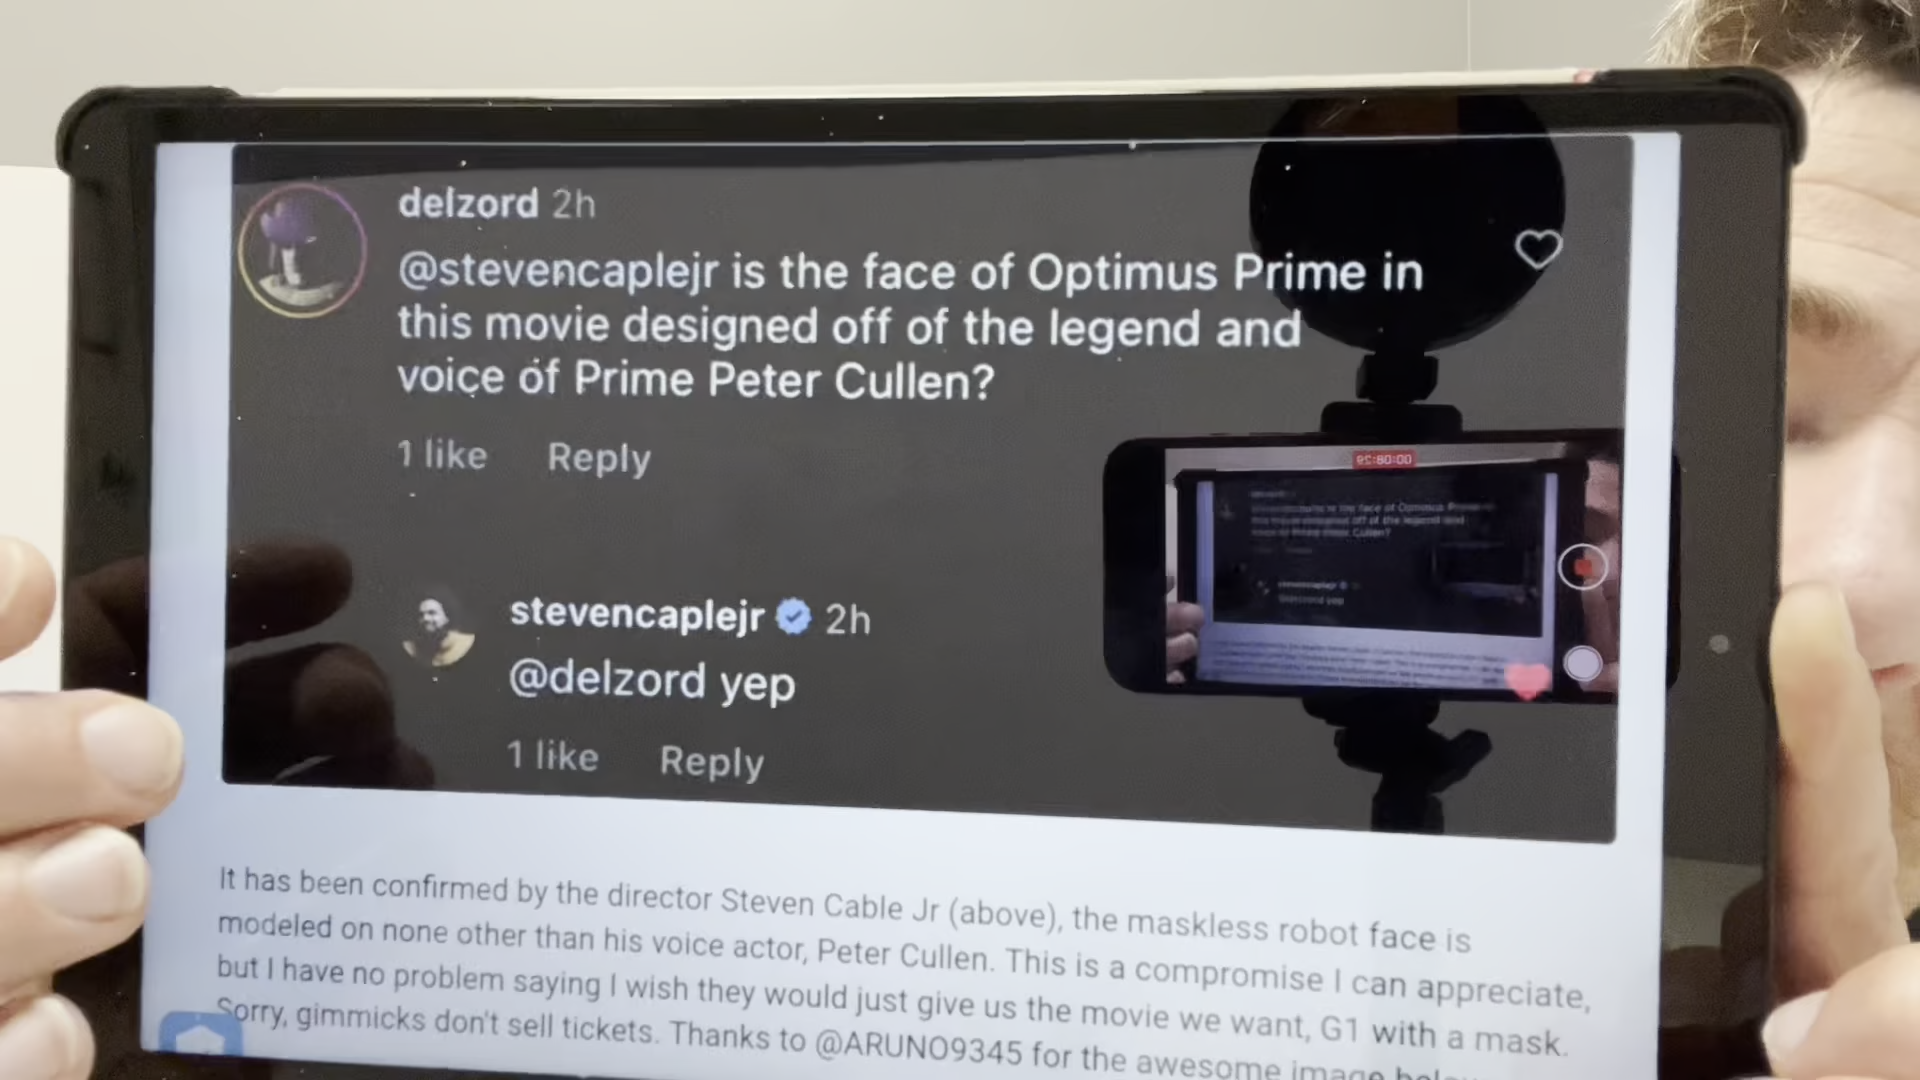 delzord 2h
@stevencaplejr is the face of Optimus Prime in
this movie designed off of the legend and
voice of Prime Peter Cullen?
1 like Reply
stevencaplejr 2h
@delzord yep
1 like Reply
It has been confirmed by the director Steven Cable Jr (above), the maskless robot face is
modeled on none other than his voice actor, Peter Cullen. This is a compromise I can appreciate,
but I have no problem saying I wish they would just give us the movie we want, G1 with a mask.
Sorry, gimmicks don't sell tickets. Thanks to @ARUNO9345 for the awesome image